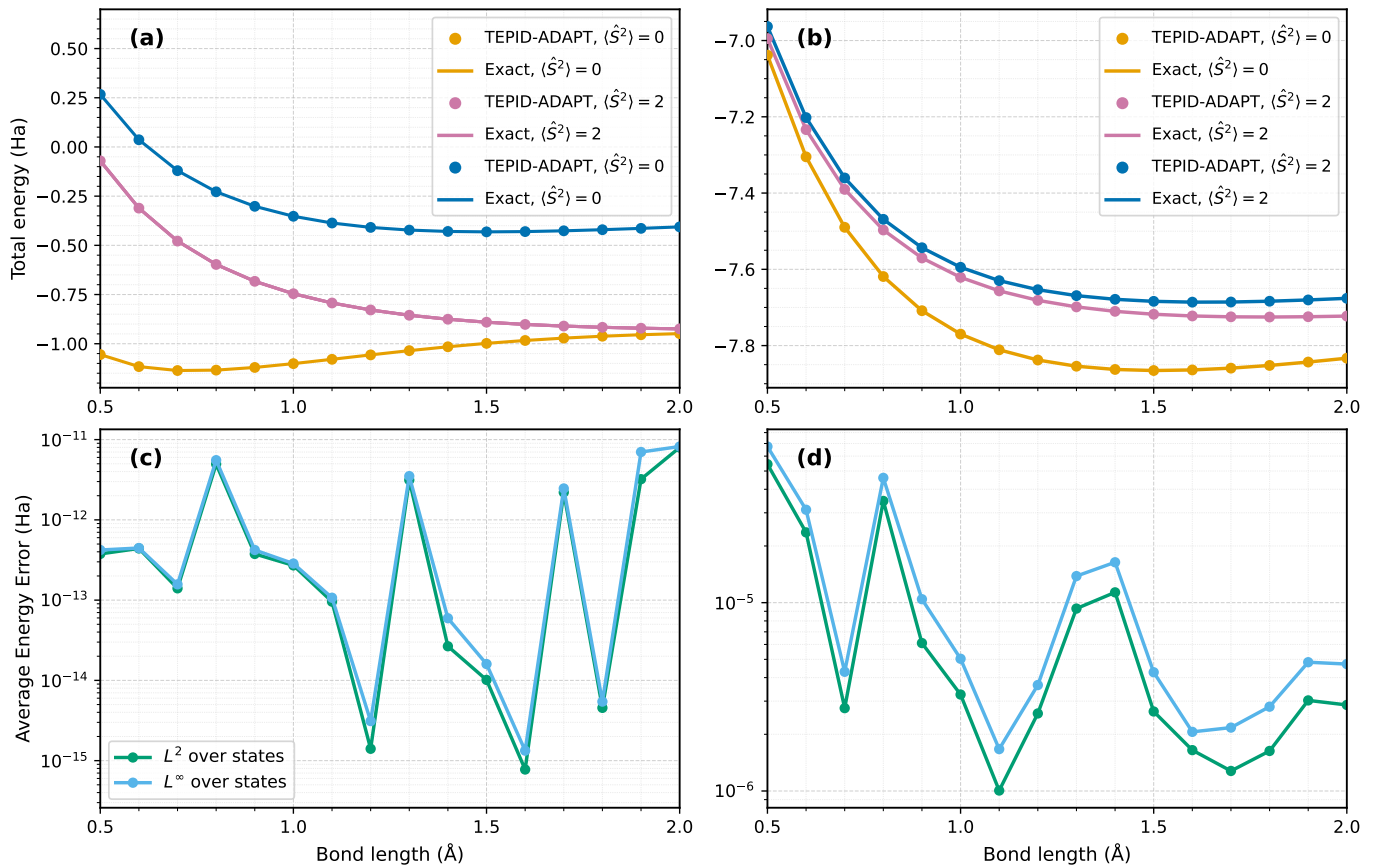 (a)
TEPID-ADAPT, ⟨Ŝ²⟩ = 0
Exact, ⟨Ŝ²⟩ = 0
TEPID-ADAPT, ⟨Ŝ²⟩ = 2
Exact, ⟨Ŝ²⟩ = 2
TEPID-ADAPT, ⟨Ŝ²⟩ = 0
Exact, ⟨Ŝ²⟩ = 0
Total energy (Ha)
0.50
0.25
0.00
−0.25
−0.50
−0.75
−1.00
0.5 1.0 1.5 2.0
(b)
TEPID-ADAPT, ⟨Ŝ²⟩ = 0
Exact, ⟨Ŝ²⟩ = 0
TEPID-ADAPT, ⟨Ŝ²⟩ = 2
Exact, ⟨Ŝ²⟩ = 2
TEPID-ADAPT, ⟨Ŝ²⟩ = 2
Exact, ⟨Ŝ²⟩ = 2
−7.0
−7.2
−7.4
−7.6
−7.8
0.5 1.0 1.5 2.0
(c)
Average Energy Error (Ha)
10⁻¹¹
10⁻¹²
10⁻¹³
10⁻¹⁴
10⁻¹⁵
L² over states
L∞ over states
0.5 1.0 1.5 2.0
Bond length (Å)
(d)
10⁻⁵
10⁻⁶
0.5 1.0 1.5 2.0
Bond length (Å)